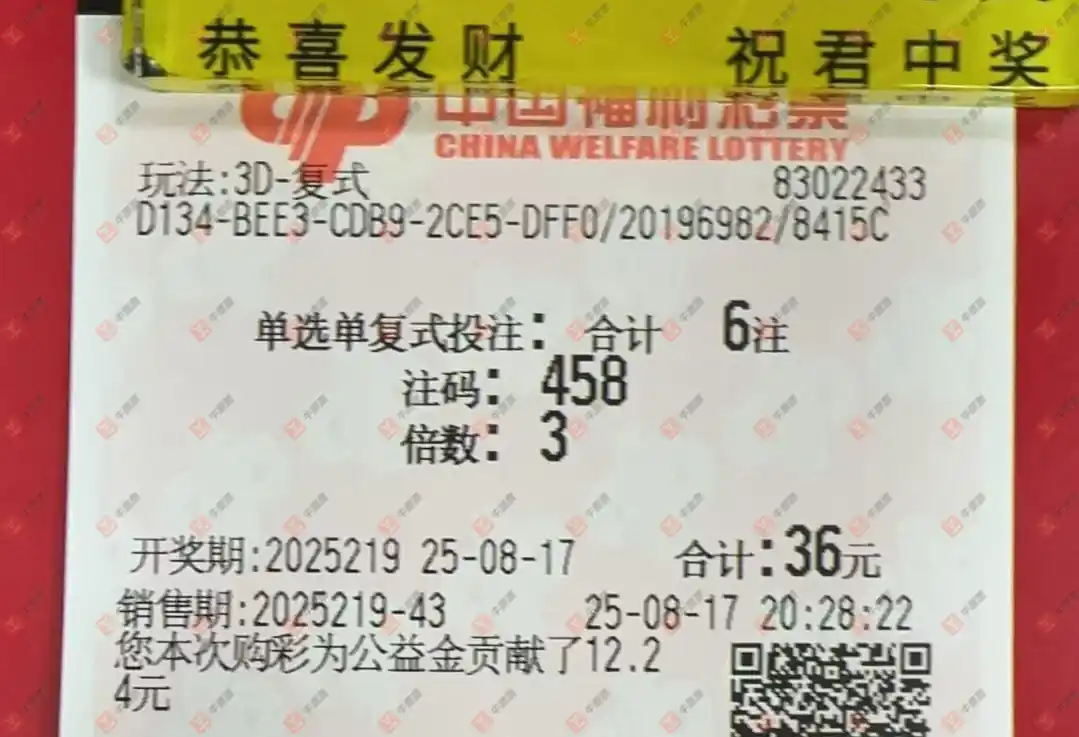 恭喜发财 祝君中奖
中国福利彩票
CHINA WELFARE LOTTERY
玩法:3D-复式 83022433
D134-BEE3-CDB9-2CE5-DFF0/20196982/8415C
单选单复式投注: 合计 6注
注码: 458
倍数: 3
开奖期:2025219 25-08-17 合计:36元
销售期:2025219-43 25-08-17 20:28:22
您本次购彩为公益金贡献了12.2
4元